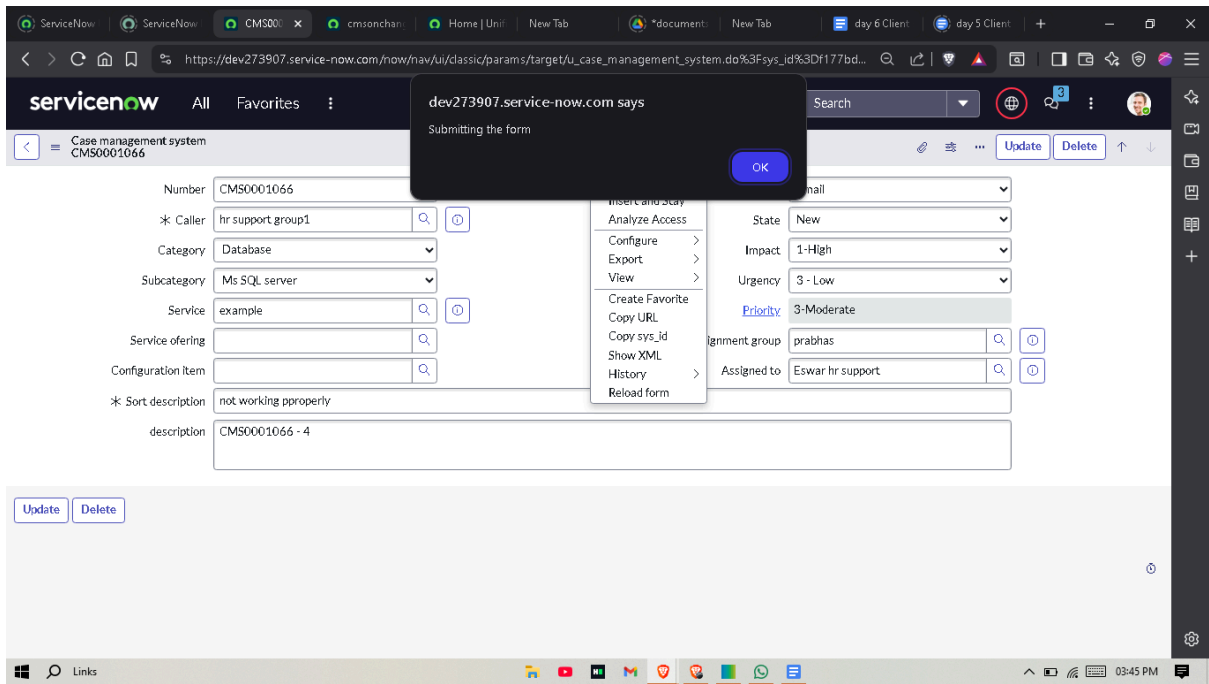 ServiceNow
ServiceNow
CMS000
cmsonchan
Home | Unif
New Tab
*document
New Tab
day 6 Client
day 5 Client
https://dev273907.service-now.com/now/nav/ui/classic/params/target/u_case_management_system.do%3Fsys_id%3Df177bd...
servicenow
All
Favorites
Search
3
dev273907.service-now.com says
Submitting the form
OK
Case management system
CMS0001066
Update
Delete
Number
CMS0001066
Caller
hr support group1
Category
Database
Subcategory
Ms SQL server
Service
example
Service ofering
Configuration item
Sort description
not working pproperly
description
CMS0001066 - 4
Insert and Stay
Analyze Access
Configure
Export
View
Create Favorite
Copy URL
Copy sys_id
Show XML
History
Reload form
State
New
Impact
1-High
Urgency
3 - Low
Priority
3-Moderate
ignment group
prabhas
Assigned to
Eswar hr support
Update
Delete
Links
03:45 PM